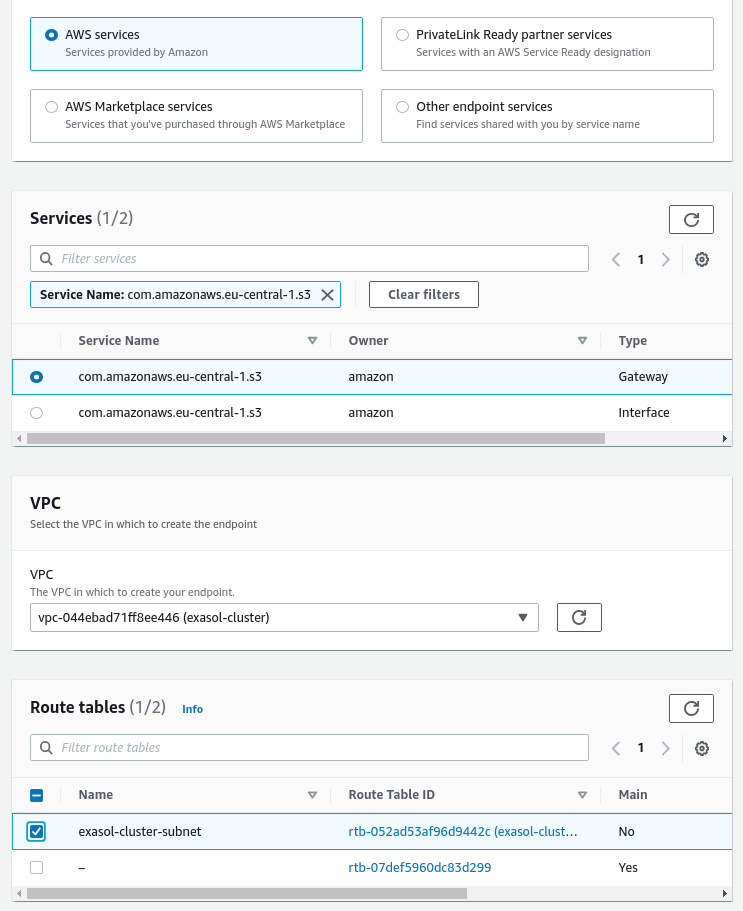 AWS services
Services provided by Amazon
PrivateLink Ready partner services
Services with an AWS Service Ready designation
AWS Marketplace services
Services that you've purchased through AWS Marketplace
Other endpoint services
Find services shared with you by service name
Services (1/2)
Filter services
1
Service Name: com.amazonaws.eu-central-1.s3
Clear filters
Service Name Owner Type
com.amazonaws.eu-central-1.s3 amazon Gateway
com.amazonaws.eu-central-1.s3 amazon Interface
VPC
Select the VPC in which to create the endpoint
VPC
The VPC in which to create your endpoint.
vpc-044ebad71ff8ee446 (exasol-cluster)
Route tables (1/2) Info
Filter route tables
1
Name Route Table ID Main
exasol-cluster-subnet rtb-052ad53af96d9442c (exasol-clust... No
– rtb-07def5960dc83d299 Yes